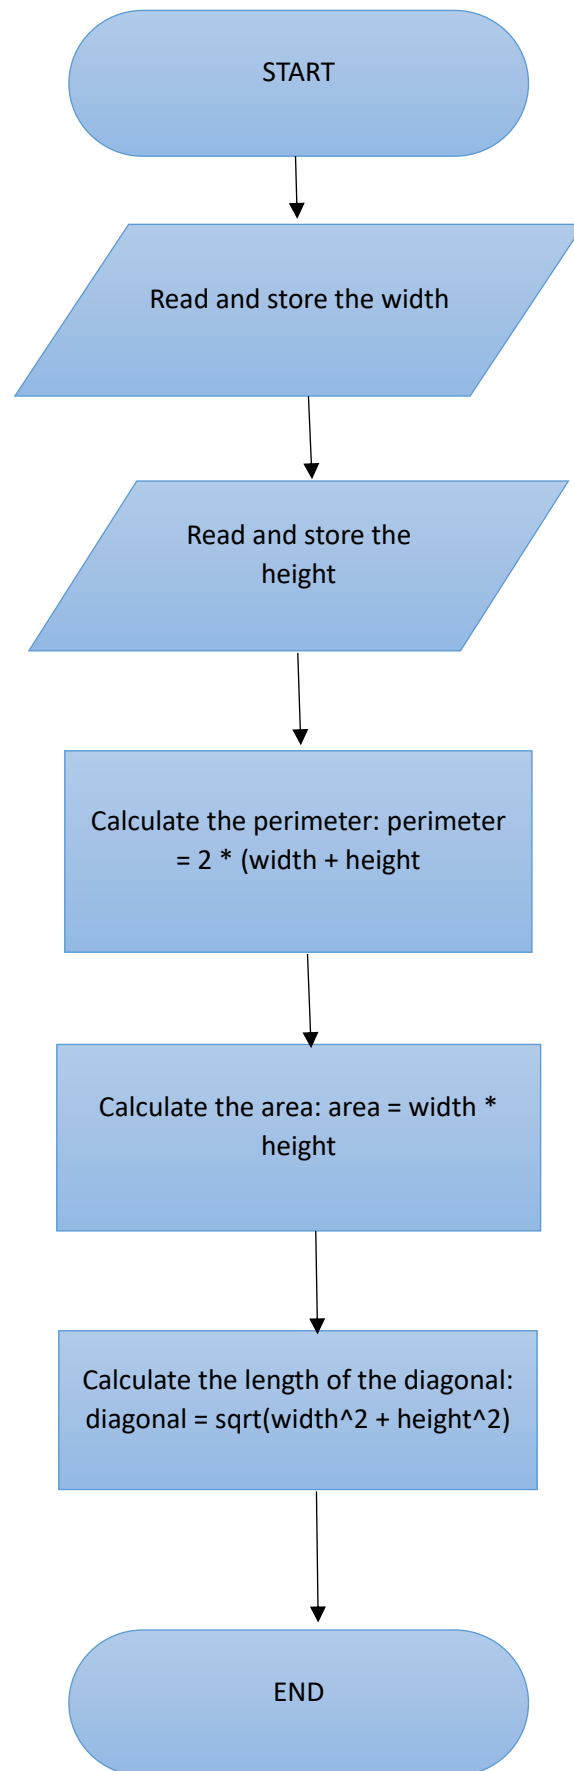 START
Read and store the width
Read and store the
height
Calculate the perimeter: perimeter
= 2 * (width + height
Calculate the area: area = width *
height
Calculate the length of the diagonal:
diagonal = sqrt(width^2 + height^2)
END